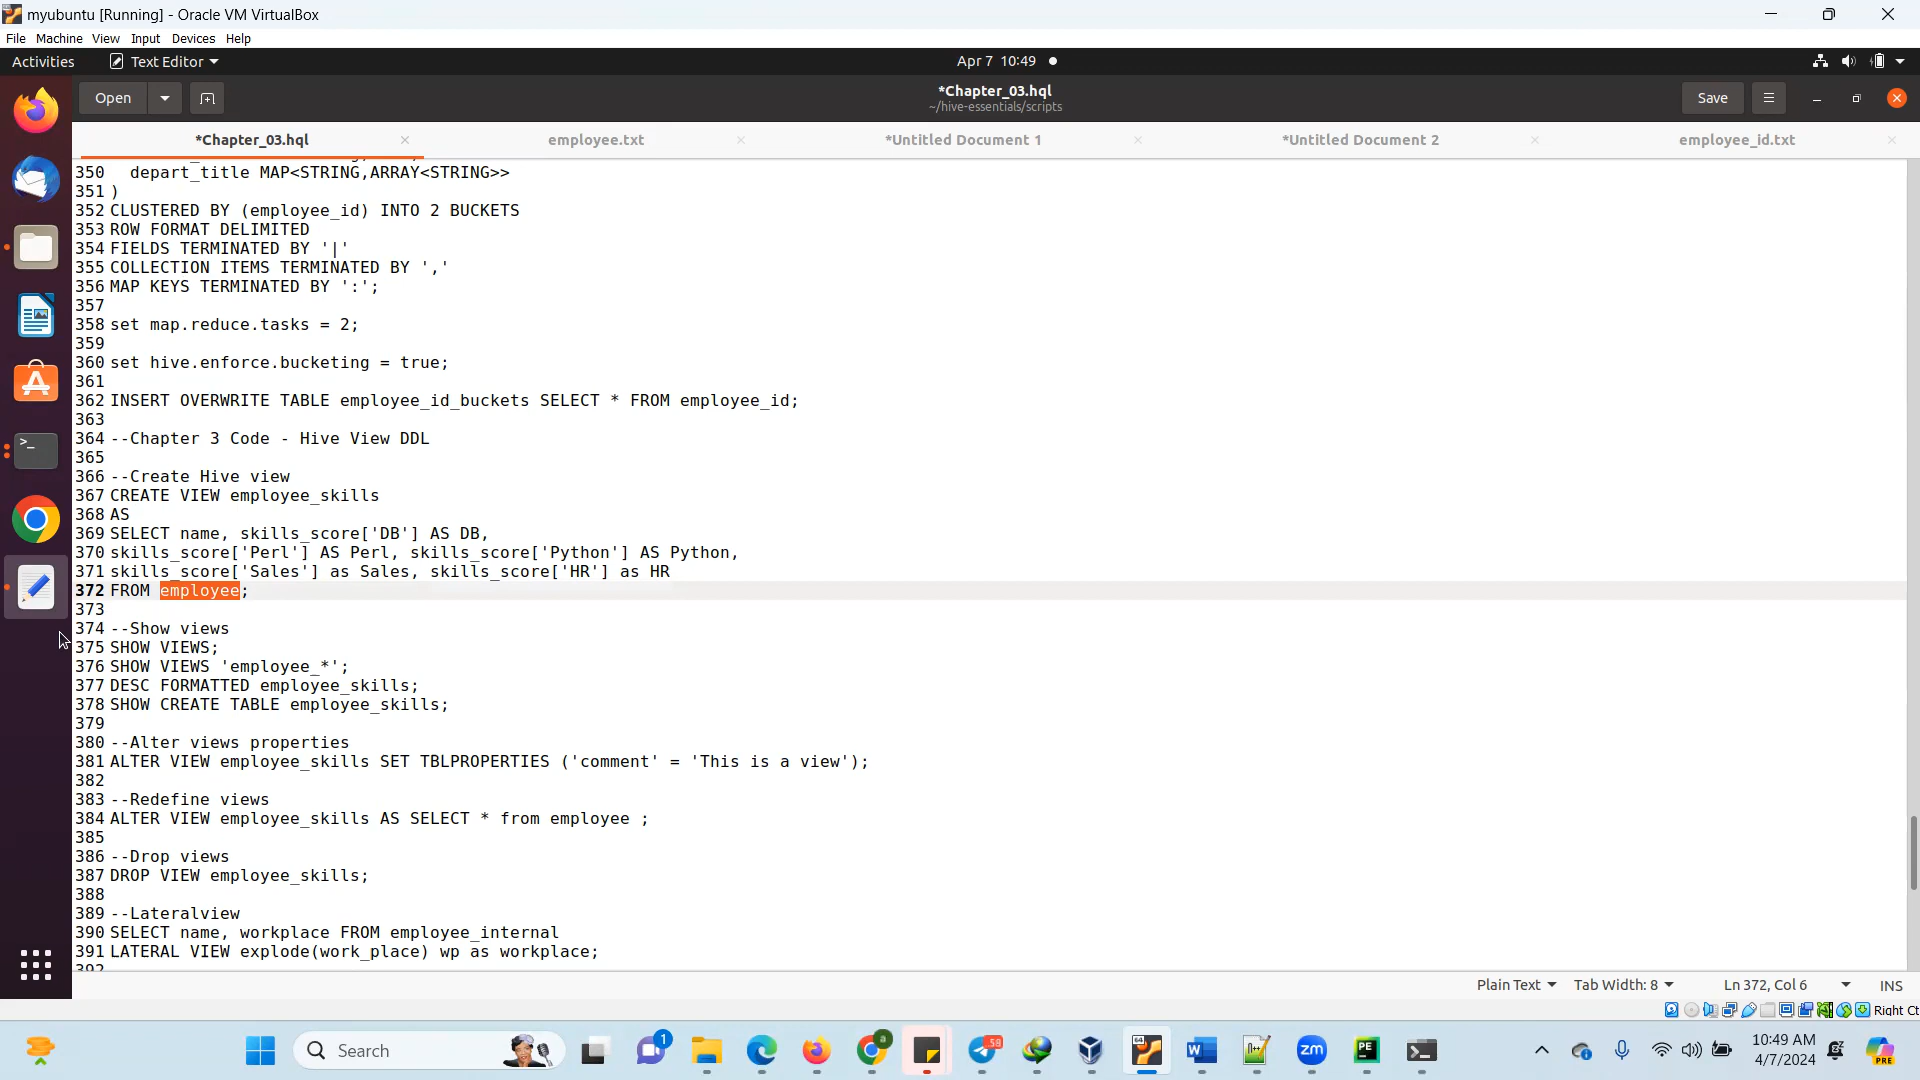 myubuntu [Running] - Oracle VM VirtualBox
File Machine View Input Devices Help
Activities Text Editor Apr 7 10:49
Open *Chapter_03.hql Save
~/hive-essentials/scripts
*Chapter_03.hql employee.txt *Untitled Document 1 *Untitled Document 2 employee_id.txt
350 depart_title MAP<STRING,ARRAY<STRING>>
351 )
352 CLUSTERED BY (employee_id) INTO 2 BUCKETS
353 ROW FORMAT DELIMITED
354 FIELDS TERMINATED BY '|'
355 COLLECTION ITEMS TERMINATED BY ','
356 MAP KEYS TERMINATED BY ':';
357
358 set map.reduce.tasks = 2;
359
360 set hive.enforce.bucketing = true;
361
362 INSERT OVERWRITE TABLE employee_id_buckets SELECT * FROM employee_id;
363
364 --Chapter 3 Code - Hive View DDL
365
366 --Create Hive view
367 CREATE VIEW employee_skills
368 AS
369 SELECT name, skills_score['DB'] AS DB,
370 skills_score['Perl'] AS Perl, skills_score['Python'] AS Python,
371 skills_score['Sales'] as Sales, skills_score['HR'] as HR
372 FROM employee;
373
374 --Show views
375 SHOW VIEWS;
376 SHOW VIEWS 'employee_*';
377 DESC FORMATTED employee_skills;
378 SHOW CREATE TABLE employee_skills;
379
380 --Alter views properties
381 ALTER VIEW employee_skills SET TBLPROPERTIES ('comment' = 'This is a view');
382
383 --Redefine views
384 ALTER VIEW employee_skills AS SELECT * from employee ;
385
386 --Drop views
387 DROP VIEW employee_skills;
388
389 --Lateralview
390 SELECT name, workplace FROM employee_internal
391 LATERAL VIEW explode(work_place) wp as workplace;
392
Plain Text Tab Width: 8 Ln 372, Col 6 INS
Right Ct
Search 1 58 10:49 AM
4/7/2024